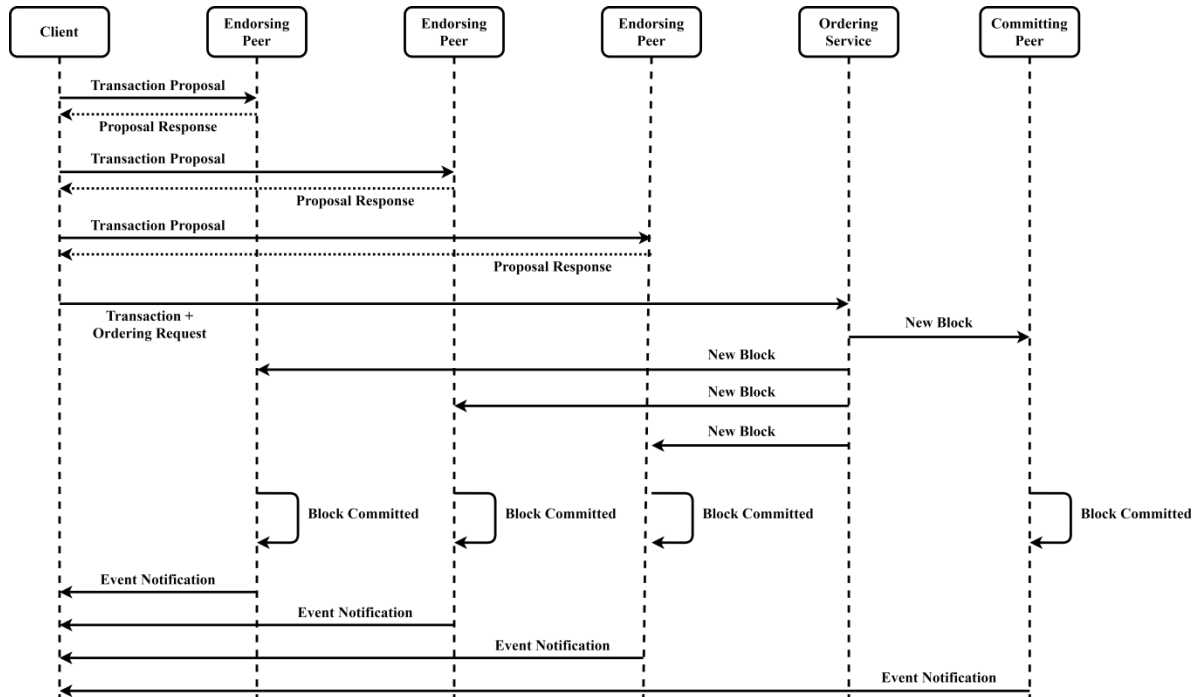 Client
Endorsing
Peer
Endorsing
Peer
Endorsing
Peer
Ordering
Service
Committing
Peer
Transaction Proposal
Proposal Response
Transaction Proposal
Proposal Response
Transaction Proposal
Proposal Response
Transaction +
Ordering Request
New Block
New Block
New Block
New Block
Block Committed
Block Committed
Block Committed
Block Committed
Event Notification
Event Notification
Event Notification
Event Notification